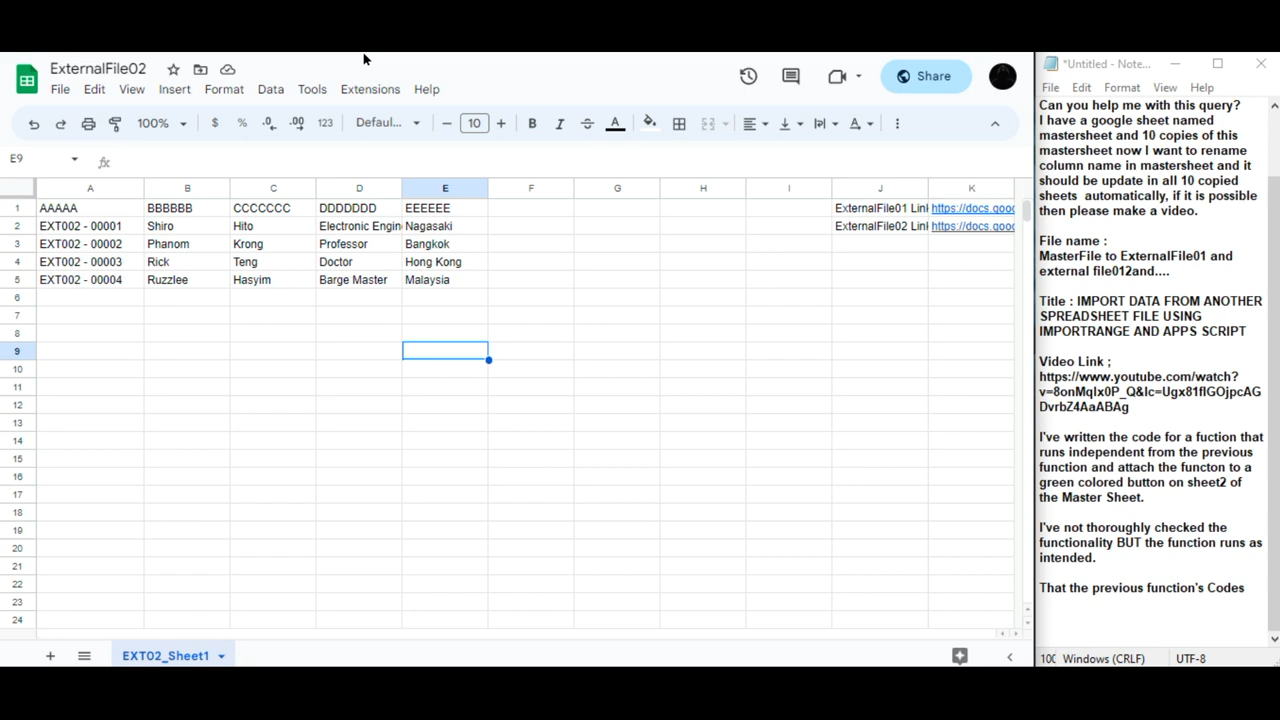 ExternalFile02
File Edit View Insert Format Data Tools Extensions Help
Share
100% $ % .0 .00 123 Defaul... 10 B I A
E9 fx
A B C D E F G H I J K
1 AAAAA BBBBBB CCCCCCC DDDDDDD EEEEEE ExternalFile01 Link https://docs.goog
2 EXT002 - 00001 Shiro Hito Electronic Engin Nagasaki ExternalFile02 Link https://docs.goog
3 EXT002 - 00002 Phanom Krong Professor Bangkok
4 EXT002 - 00003 Rick Teng Doctor Hong Kong
5 EXT002 - 00004 Ruzzlee Hasyim Barge Master Malaysia
6
7
8
9
10
11
12
13
14
15
16
17
18
19
20
21
22
23
24
EXT02_Sheet1
*Untitled - Note...
File Edit Format View Help
Can you help me with this query?
I have a google sheet named
mastersheet and 10 copies of this
mastersheet now I want to rename
column name in mastersheet and it
should be update in all 10 copied
sheets automatically, if it is possible
then please make a video.
File name :
MasterFile to ExternalFile01 and
external file012and....
Title : IMPORT DATA FROM ANOTHER
SPREADSHEET FILE USING
IMPORTRANGE AND APPS SCRIPT
Video Link ;
https://www.youtube.com/watch?
v=8onMqlx0P_Q&lc=Ugx81flGOjpcAG
DvrbZ4AaABAg
I've written the code for a fuction that
runs independent from the previous
function and attach the functon to a
green colored button on sheet2 of
the Master Sheet.
I've not thoroughly checked the
functionality BUT the function runs as
intended.
That the previous function's Codes
100 Windows (CRLF) UTF-8